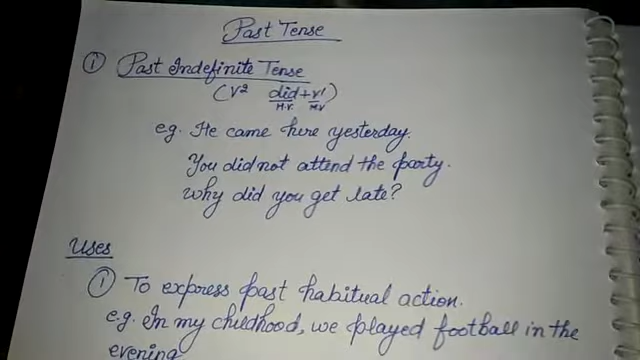 Past Tense
① Past Indefinite Tense
(V² did+V¹)
H.V. M.V
e.g. He came here yesterday.
You did not attend the party.
Why did you get late?
Uses
① To express past habitual action.
e.g. In my childhood, we played football in the
evening